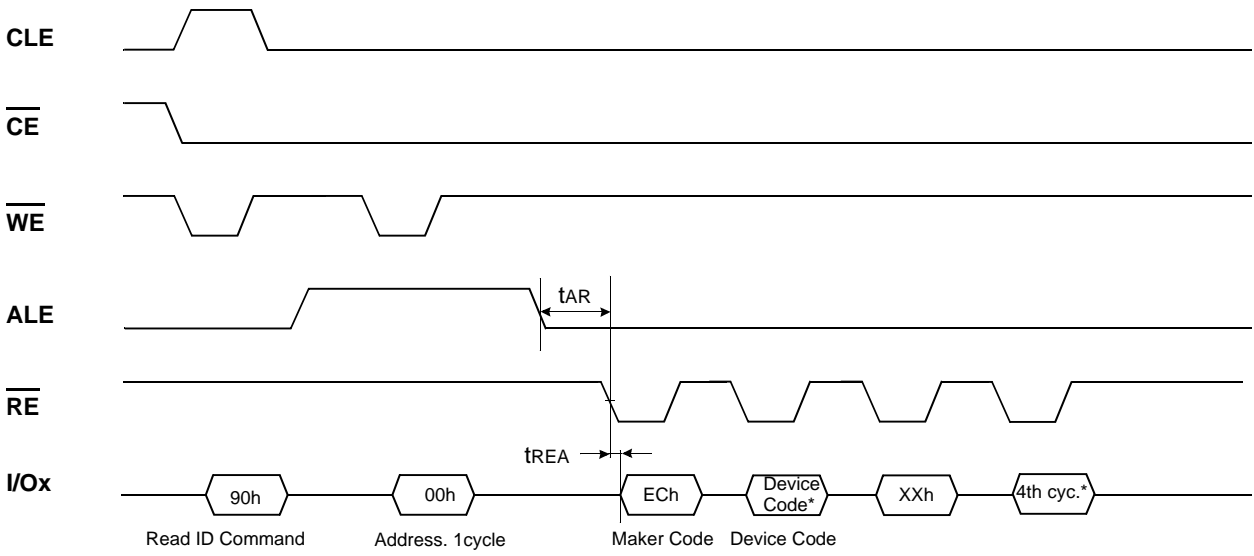 CLE
CE
WE
ALE
tAR
RE
tREA
I/Ox
90h
00h
ECh
Device
Code*
XXh
4th cyc.*
Read ID Command
Address. 1cycle
Maker Code
Device Code